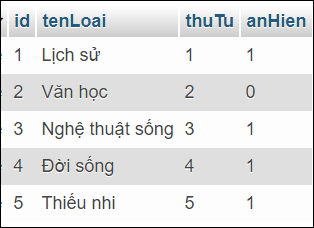 id tenLoai thuTu anHien
1 Lịch sử 1 1
2 Văn học 2 0
3 Nghệ thuật sống 3 1
4 Đời sống 4 1
5 Thiếu nhi 5 1